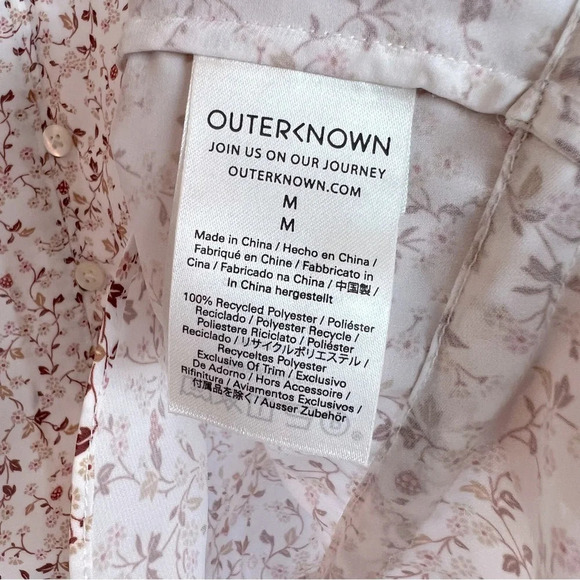 OUTERKNOWN
JOIN US ON OUR JOURNEY
OUTERKNOWN.COM
M
M
Made in China / Hecho en China /
Fabriqué en Chine / Fabbricato in
Cina / Fabricado na China / 中国製 /
In China hergestellt
100% Recycled Polyester / Poliéster
Reciclado / Polyester Recycle /
Poliestere Riciclato / Poliéster
Reciclado / リサイクルポリエステル /
Recyceltes Polyester
Exclusive Of Trim / Exclusivo
De Adorno / Hors Accessoire /
Rifinitura / Aviamentos Exclusivos /
付属品を除く / Ausser Zubehör